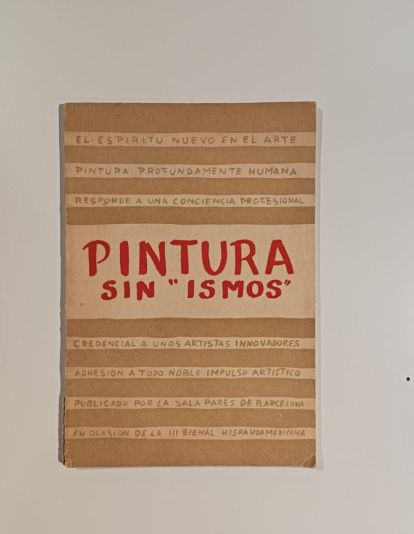 EL ESPIRITU NUEVO EN EL ARTE
PINTURA PROFUNDAMENTE HUMANA
RESPONDE A UNA CONCIENCIA PROFESIONAL
PINTURA
SIN "ISMOS"
CREDENCIAL A UNOS ARTISTAS INNOVADORES
ADHESION A TODO NOBLE IMPULSO ARTISTICO
PUBLICADO POR LA SALA PARES DE BARCELONA
EN OCASION DE LA III BIENAL HISPANOAMERICANA